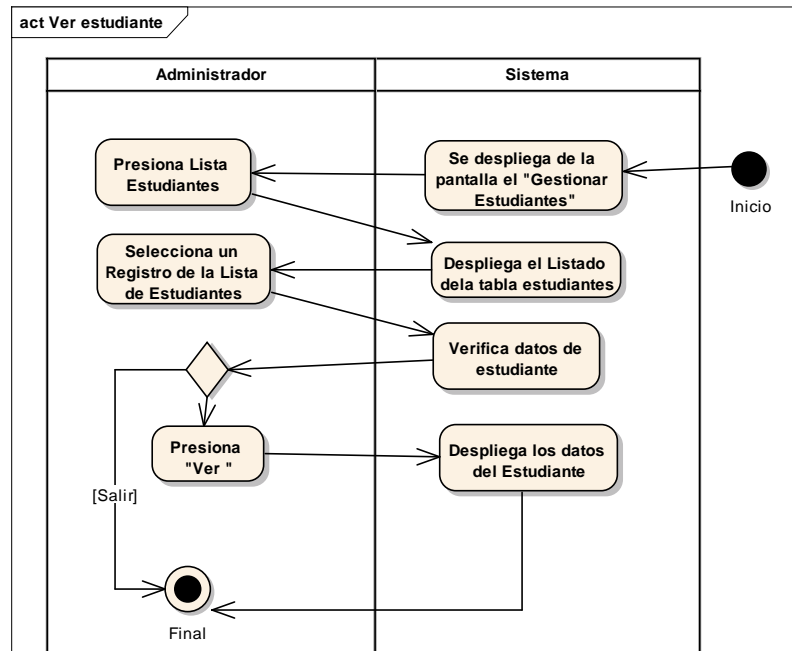 act Ver estudiante
Administrador
Sistema
Presiona Lista
Estudiantes
Se despliega de la
pantalla el "Gestionar
Estudiantes"
Inicio
Selecciona un
Registro de la Lista
de Estudiantes
Despliega el Listado
dela tabla estudiantes
Verifica datos de
estudiante
Presiona
"Ver "
Despliega los datos
del Estudiante
[Salir]
Final